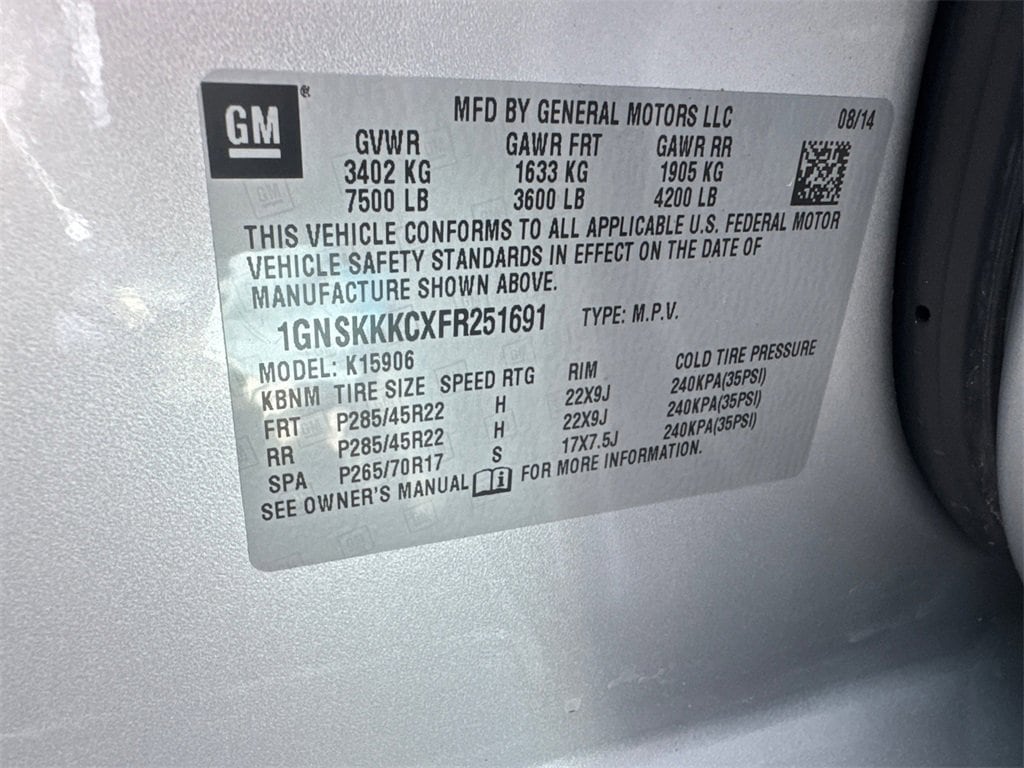 GM
MFD BY GENERAL MOTORS LLC 08/14
GVWR GAWR FRT GAWR RR
3402 KG 1633 KG 1905 KG
7500 LB 3600 LB 4200 LB
THIS VEHICLE CONFORMS TO ALL APPLICABLE U.S. FEDERAL MOTOR
VEHICLE SAFETY STANDARDS IN EFFECT ON THE DATE OF
MANUFACTURE SHOWN ABOVE.
1GNSKKKCXFR251691 TYPE: M.P.V.
MODEL: K15906
KBNM TIRE SIZE SPEED RTG RIM COLD TIRE PRESSURE
FRT P285/45R22 H 22X9J 240KPA(35PSI)
RR P285/45R22 H 22X9J 240KPA(35PSI)
SPA P265/70R17 S 17X7.5J 240KPA(35PSI)
SEE OWNER'S MANUAL FOR MORE INFORMATION.